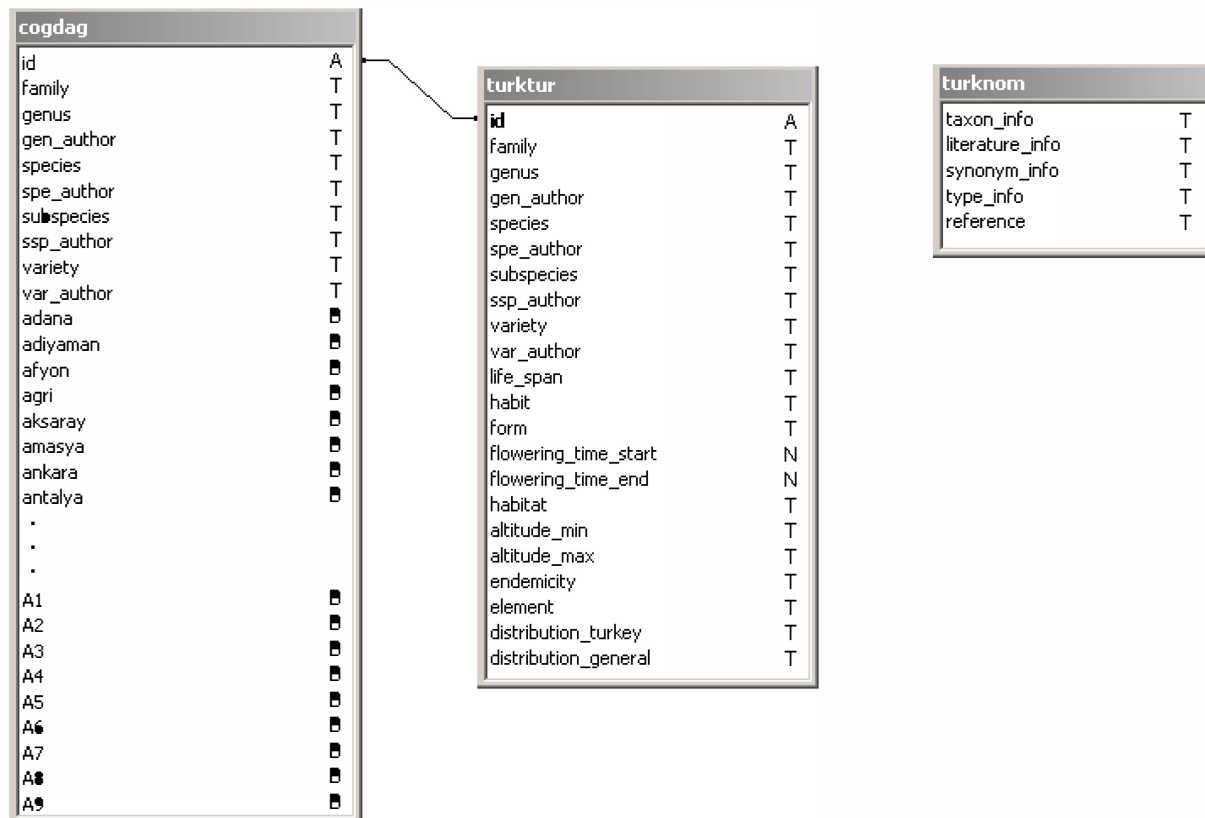 cogdag
id A
family T
genus T
gen_author T
species T
spe_author T
subspecies T
ssp_author T
variety T
var_author T
adana B
adiyaman B
afyon B
agri B
aksaray B
amasya B
ankara B
antalya B
.
.
.
A1 B
A2 B
A3 B
A4 B
A5 B
A6 B
A7 B
A8 B
A9 B
turktur
id A
family T
genus T
gen_author T
species T
spe_author T
subspecies T
ssp_author T
variety T
var_author T
life_span T
habit T
form T
flowering_time_start N
flowering_time_end N
habitat T
altitude_min T
altitude_max T
endemicity T
element T
distribution_turkey T
distribution_general T
turknom
taxon_info T
literature_info T
synonym_info T
type_info T
reference T